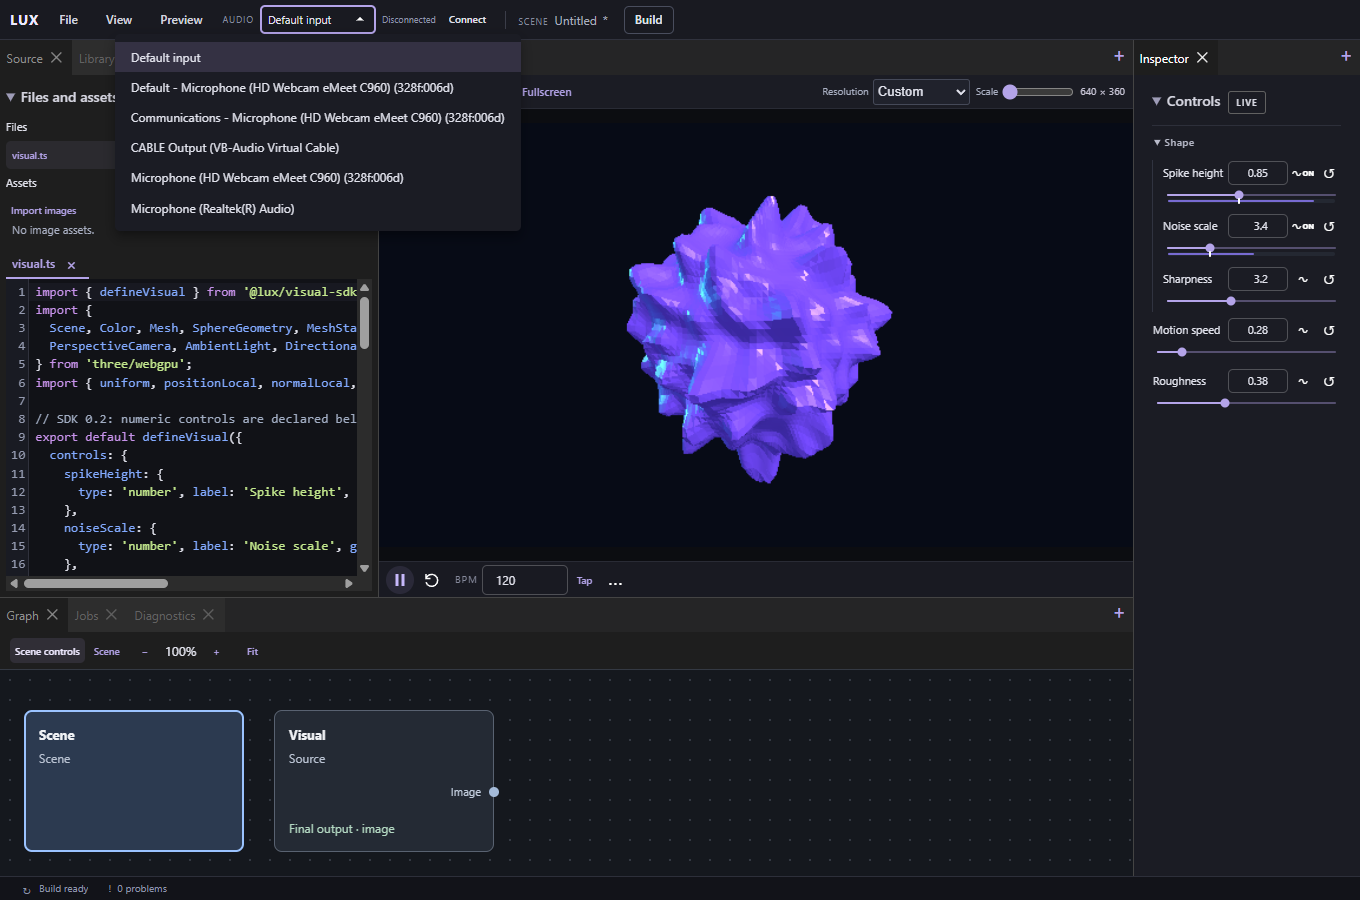 LUX File View Preview AUDIO Default input Disconnected Connect SCENE Untitled * Build
Default input
Default - Microphone (HD Webcam eMeet C960) (328f:006d)
Communications - Microphone (HD Webcam eMeet C960) (328f:006d)
CABLE Output (VB-Audio Virtual Cable)
Microphone (HD Webcam eMeet C960) (328f:006d)
Microphone (Realtek(R) Audio)
Source Library
Files and assets
Files
visual.ts
Assets
Import images
No image assets.
visual.ts
1 import { defineVisual } from '@lux/visual-sdk
2 import {
3 Scene, Color, Mesh, SphereGeometry, MeshSta
4 PerspectiveCamera, AmbientLight, Directiona
5 } from 'three/webgpu';
6 import { uniform, positionLocal, normalLocal,
7
8 // SDK 0.2: numeric controls are declared bel
9 export default defineVisual({
10 controls: {
11 spikeHeight: {
12 type: 'number', label: 'Spike height',
13 },
14 noiseScale: {
15 type: 'number', label: 'Noise scale', g
16 },
Fullscreen Resolution Custom Scale 640 × 360
BPM 120 Tap ...
Inspector
Controls LIVE
Shape
Spike height 0.85 ON
Noise scale 3.4 ON
Sharpness 3.2
Motion speed 0.28
Roughness 0.38
Graph Jobs Diagnostics
Scene controls Scene − 100% + Fit
Scene
Scene
Visual
Source
Image
Final output · image
Build ready ! 0 problems